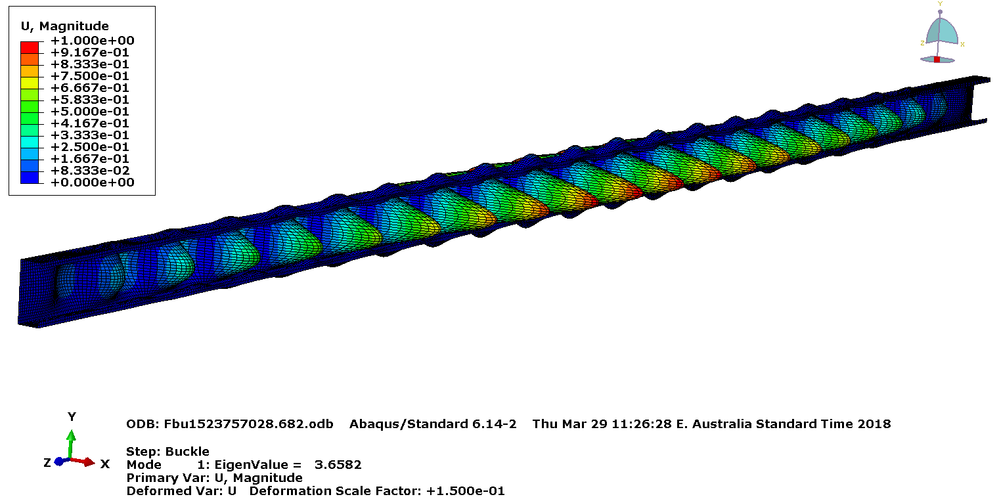 U, Magnitude
+1.000e+00
+9.167e-01
+8.333e-01
+7.500e-01
+6.667e-01
+5.833e-01
+5.000e-01
+4.167e-01
+3.333e-01
+2.500e-01
+1.667e-01
+8.333e-02
+0.000e+00
Y
Z
X
Y
Z
X
ODB: Fbu1523757028.682.odb Abaqus/Standard 6.14-2 Thu Mar 29 11:26:28 E. Australia Standard Time 2018
Step: Buckle
Mode 1: EigenValue = 3.6582
Primary Var: U, Magnitude
Deformed Var: U Deformation Scale Factor: +1.500e-01